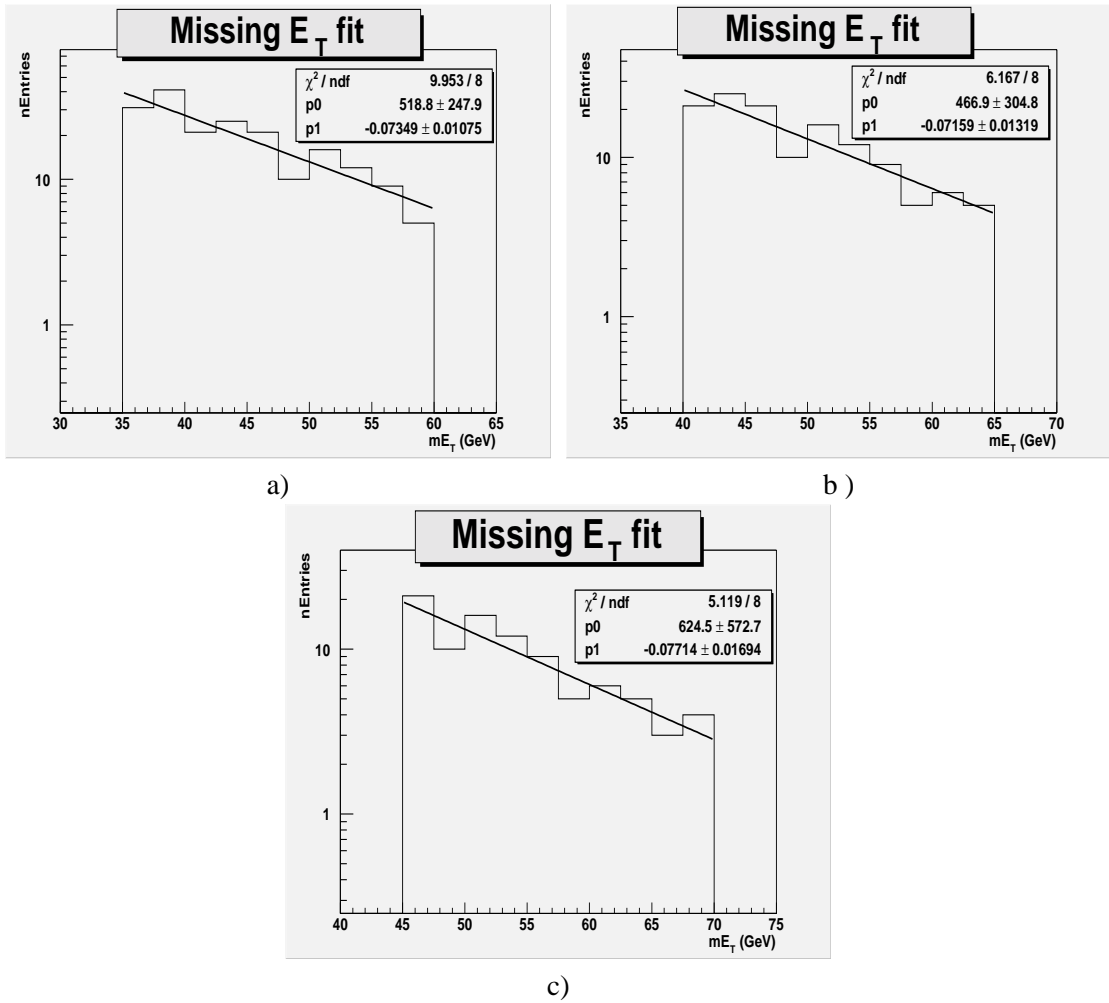 Missing E_T fit
nEntries
χ² / ndf 9.953 / 8
p0 518.8 ± 247.9
p1 -0.07349 ± 0.01075
10
1
30 35 40 45 50 55 60 65
mE_T (GeV)
a)
Missing E_T fit
nEntries
χ² / ndf 6.167 / 8
p0 466.9 ± 304.8
p1 -0.07159 ± 0.01319
10
1
35 40 45 50 55 60 65 70
mE_T (GeV)
b )
Missing E_T fit
nEntries
χ² / ndf 5.119 / 8
p0 624.5 ± 572.7
p1 -0.07714 ± 0.01694
10
1
40 45 50 55 60 65 70 75
mE_T (GeV)
c)